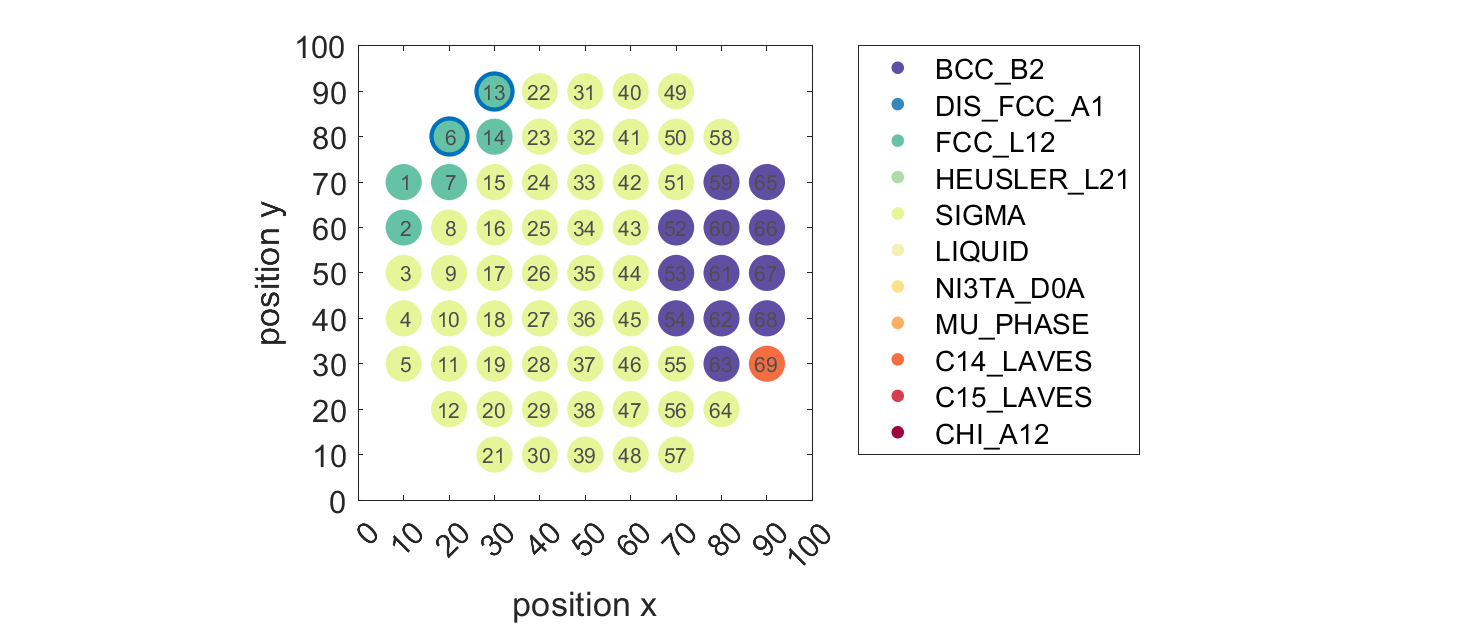 100
90 13 22 31 40 49
80 6 14 23 32 41 50 58
70 1 7 15 24 33 42 51 59 65
60 2 8 16 25 34 43 52 60 66
50 3 9 17 26 35 44 53 61 67
40 4 10 18 27 36 45 54 62 68
30 5 11 19 28 37 46 55 63 69
20 12 20 29 38 47 56 64
10 21 30 39 48 57
0
position y
0 10 20 30 40 50 60 70 80 90 100
position x
BCC_B2
DIS_FCC_A1
FCC_L12
HEUSLER_L21
SIGMA
LIQUID
NI3TA_D0A
MU_PHASE
C14_LAVES
C15_LAVES
CHI_A12